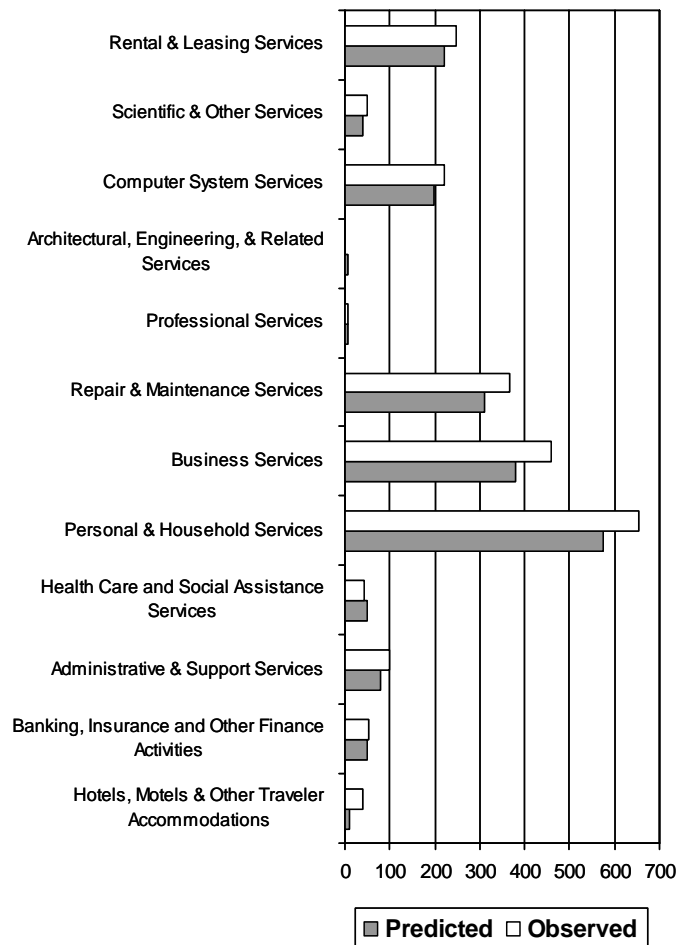 Rental & Leasing Services
Scientific & Other Services
Computer System Services
Architectural, Engineering, & Related
Services
Professional Services
Repair & Maintenance Services
Business Services
Personal & Household Services
Health Care and Social Assistance
Services
Administrative & Support Services
Banking, Insurance and Other Finance
Activities
Hotels, Motels & Other Traveler
Accommodations
0 100 200 300 400 500 600 700
Predicted Observed